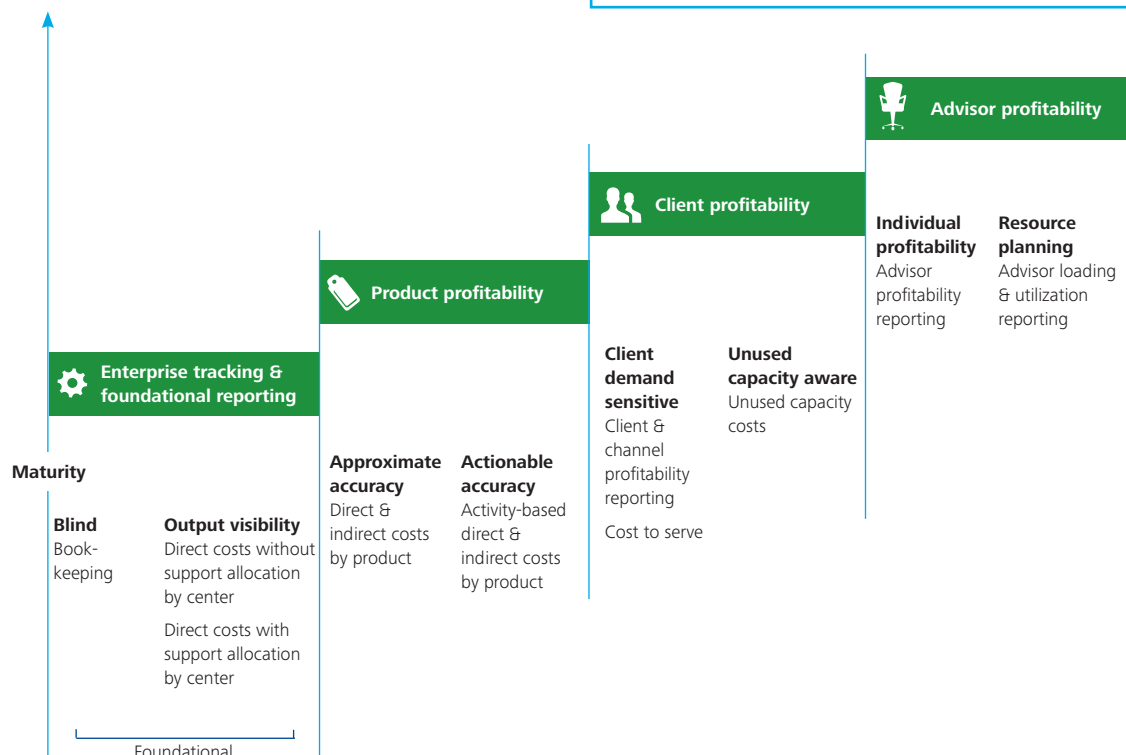 Advisor profitability
Individual
profitability
Advisor
profitability
reporting
Resource
planning
Advisor loading
& utilization
reporting
Client profitability
Client
demand
sensitive
Client &
channel
profitability
reporting
Cost to serve
Unused
capacity aware
Unused capacity
costs
Product profitability
Approximate
accuracy
Direct &
indirect costs
by product
Actionable
accuracy
Activity-based
direct &
indirect costs
by product
Enterprise tracking &
foundational reporting
Maturity
Blind
Book-
keeping
Output visibility
Direct costs without
support allocation
by center
Direct costs with
support allocation
by center
Foundational